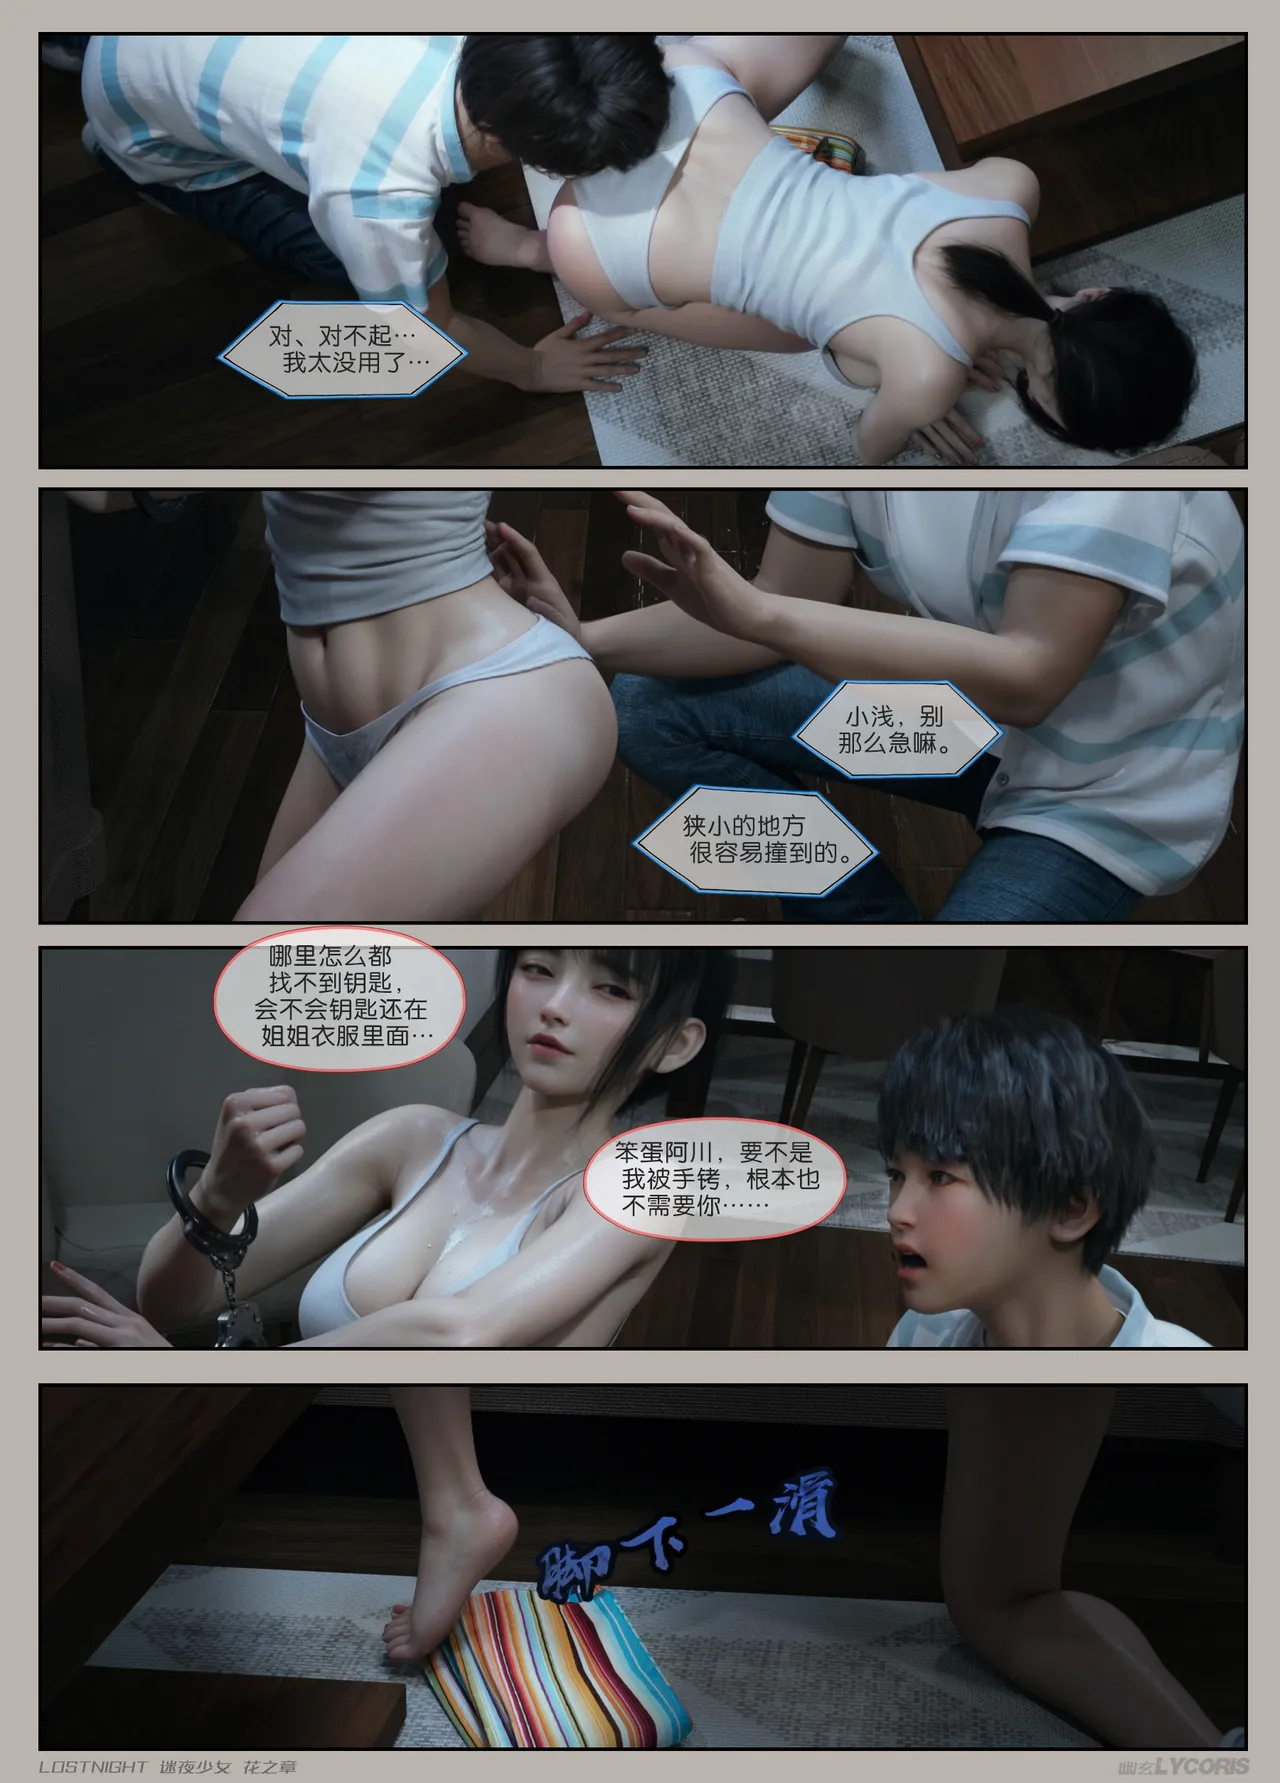 对、对不起…
我太没用了…
小浅，别
那么急嘛。
狭小的地方
很容易撞到的。
哪里怎么都
找不到钥匙，
会不会钥匙还在
姐姐衣服里面…
笨蛋阿川，要不是
我被手铐，根本也
不需要你……
脚下一滑
LOSTNIGHT 迷夜少女 花之章
幽玄LYCORIS